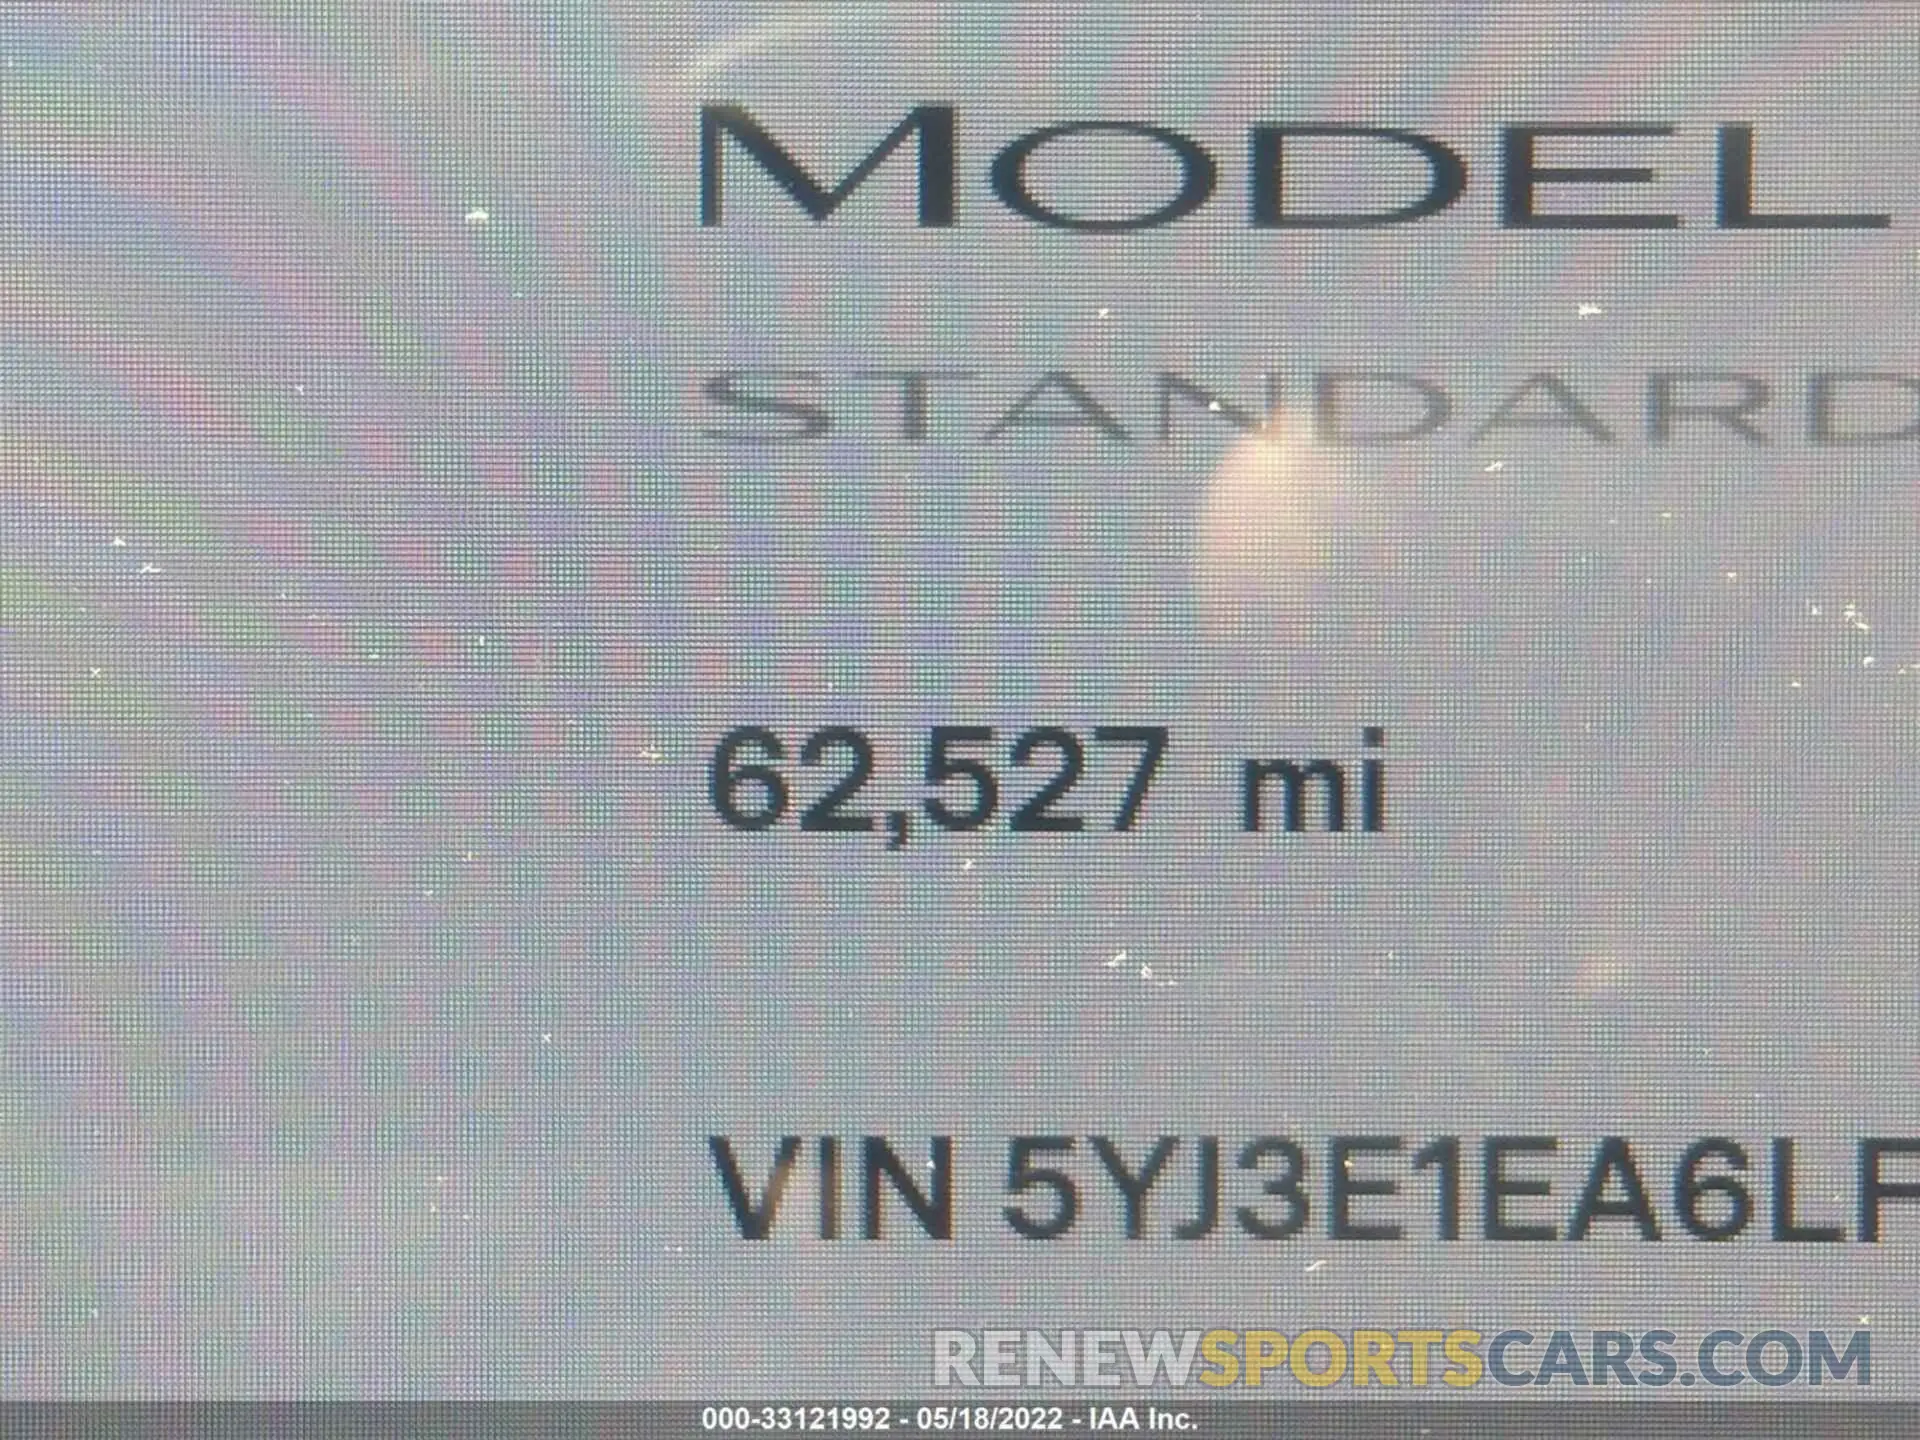 MODEL
STANDARD
62,527 mi
VIN 5YJ3E1EA6LF
RENEWSPORTSCARS.COM
000-33121992 - 05/18/2022 - IAA Inc.